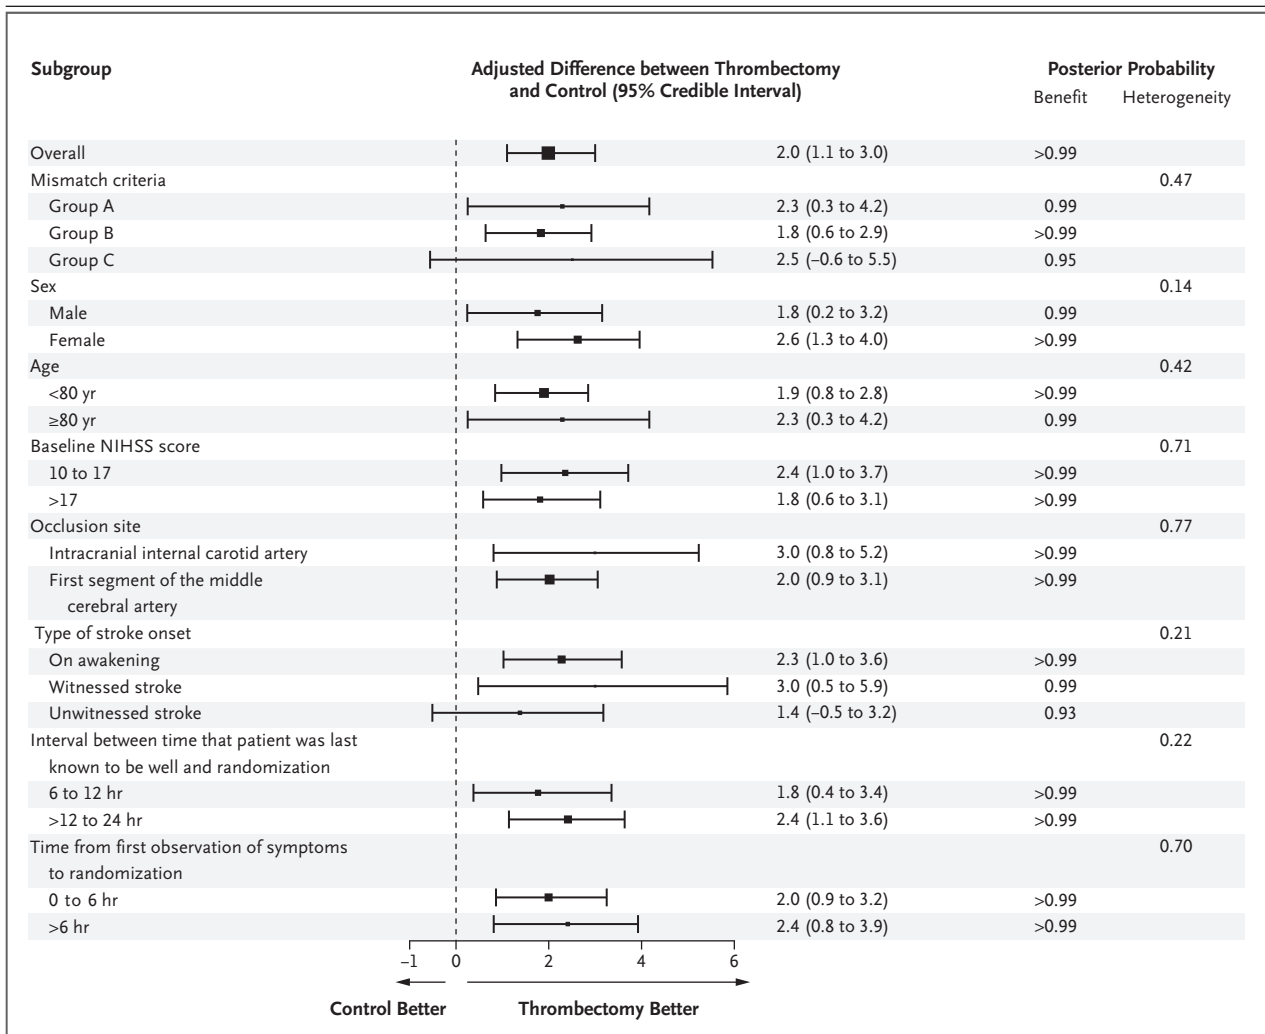 Subgroup Adjusted Difference between Thrombectomy Posterior Probability
and Control (95% Credible Interval) Benefit Heterogeneity
Overall 2.0 (1.1 to 3.0) >0.99
Mismatch criteria 0.47
Group A 2.3 (0.3 to 4.2) 0.99
Group B 1.8 (0.6 to 2.9) >0.99
Group C 2.5 (–0.6 to 5.5) 0.95
Sex 0.14
Male 1.8 (0.2 to 3.2) 0.99
Female 2.6 (1.3 to 4.0) >0.99
Age 0.42
<80 yr 1.9 (0.8 to 2.8) >0.99
≥80 yr 2.3 (0.3 to 4.2) 0.99
Baseline NIHSS score 0.71
10 to 17 2.4 (1.0 to 3.7) >0.99
>17 1.8 (0.6 to 3.1) >0.99
Occlusion site 0.77
Intracranial internal carotid artery 3.0 (0.8 to 5.2) >0.99
First segment of the middle 2.0 (0.9 to 3.1) >0.99
cerebral artery
Type of stroke onset 0.21
On awakening 2.3 (1.0 to 3.6) >0.99
Witnessed stroke 3.0 (0.5 to 5.9) 0.99
Unwitnessed stroke 1.4 (–0.5 to 3.2) 0.93
Interval between time that patient was last 0.22
known to be well and randomization
6 to 12 hr 1.8 (0.4 to 3.4) >0.99
>12 to 24 hr 2.4 (1.1 to 3.6) >0.99
Time from first observation of symptoms 0.70
to randomization
0 to 6 hr 2.0 (0.9 to 3.2) >0.99
>6 hr 2.4 (0.8 to 3.9) >0.99
–1 0 2 4 6
Control Better Thrombectomy Better